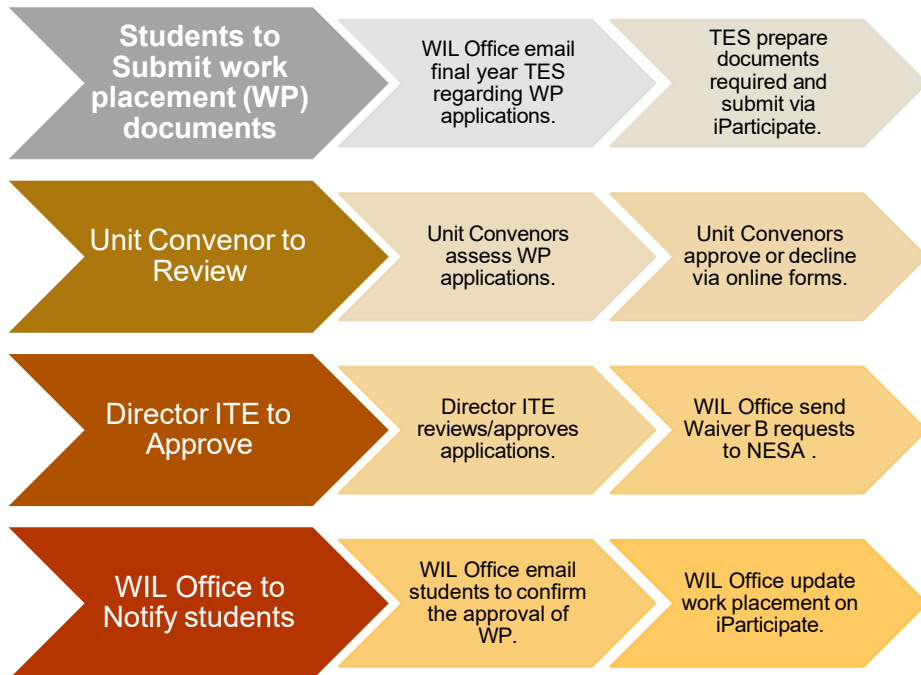 Students to
Submit work
placement (WP)
documents
WIL Office email
final year TES
regarding WP
applications.
TES prepare
documents
required and
submit via
iParticipate.
Unit Convenor to
Review
Unit Convenors
assess WP
applications.
Unit Convenors
approve or decline
via online forms.
Director ITE to
Approve
Director ITE
reviews/approves
applications.
WIL Office send
Waiver B requests
to NESA .
WIL Office to
Notify students
WIL Office email
students to confirm
the approval of
WP.
WIL Office update
work placement on
iParticipate.